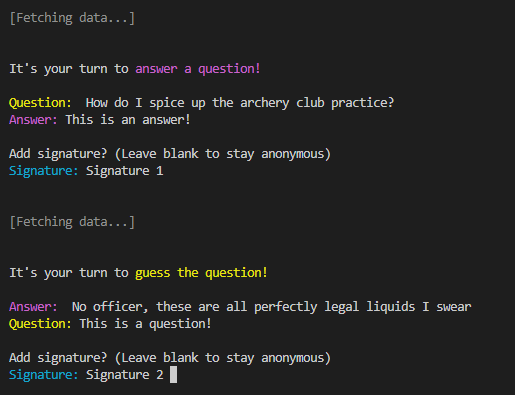 [Fetching data...]
It's your turn to answer a question!
Question: How do I spice up the archery club practice?
Answer: This is an answer!
Add signature? (Leave blank to stay anonymous)
Signature: Signature 1
[Fetching data...]
It's your turn to guess the question!
Answer: No officer, these are all perfectly legal liquids I swear
Question: This is a question!
Add signature? (Leave blank to stay anonymous)
Signature: Signature 2